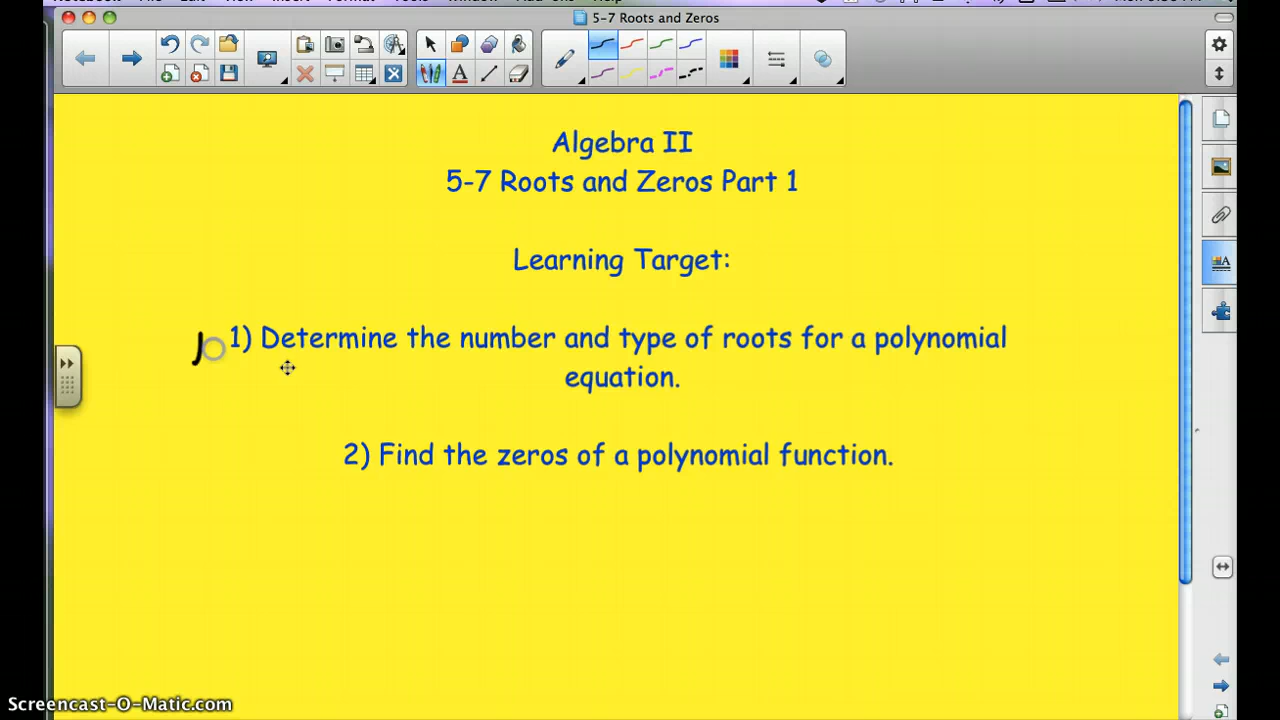 5-7 Roots and Zeros
Algebra II
5-7 Roots and Zeros Part 1
Learning Target:
1) Determine the number and type of roots for a polynomial
equation.
2) Find the zeros of a polynomial function.
Screencast-O-Matic.com